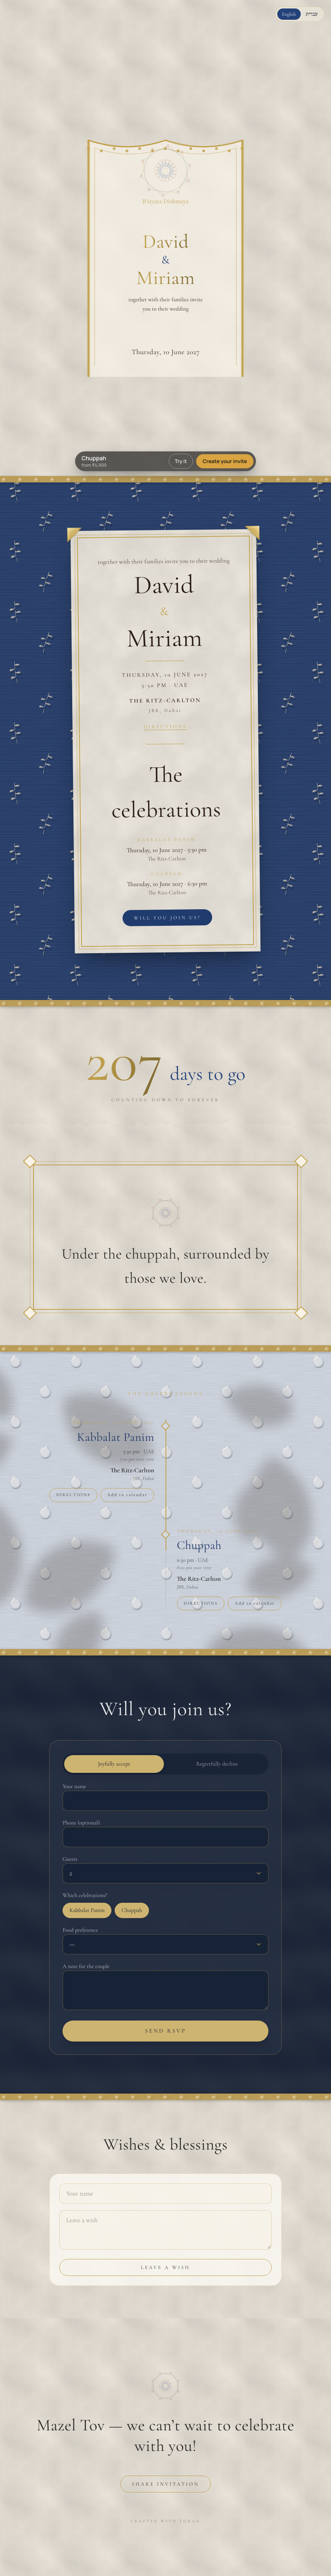 English עברית
B'siyata Dishmaya
David
&
Miriam
together with their families invite
you to their wedding
Thursday, 10 June 2027
Chuppah
Try it
Create your invite
together with their families invite you to their wedding
David
&
Miriam
THURSDAY, 10 JUNE 2027
5:30 PM · UAE
THE RITZ-CARLTON
JBR, Dubai
DIRECTIONS
The
celebrations
KABBALAT PANIM
Thursday, 10 June 2027 · 5:30 pm
The Ritz-Carlton
CHUPPAH
Thursday, 10 June 2027 · 6:30 pm
The Ritz-Carlton
WILL YOU JOIN US?
207 days to go
COUNTING DOWN TO FOREVER
Under the chuppah, surrounded by
those we love.
THE CELEBRATIONS
Kabbalat Panim
5:30 pm · UAE
The Ritz-Carlton
JBR, Dubai
DIRECTIONS
Add to calendar
Chuppah
6:30 pm · UAE
The Ritz-Carlton
JBR, Dubai
DIRECTIONS
Add to calendar
Will you join us?
Joyfully accept
Regretfully decline
Your name
Phone (optional)
Guests
2
Which celebrations?
Kabbalat Panim
Chuppah
Food preference
—
A note for the couple
SEND RSVP
Wishes & blessings
Your name
Leave a wish
LEAVE A WISH
Mazel Tov — we can't wait to celebrate
with you!
SHARE INVITATION